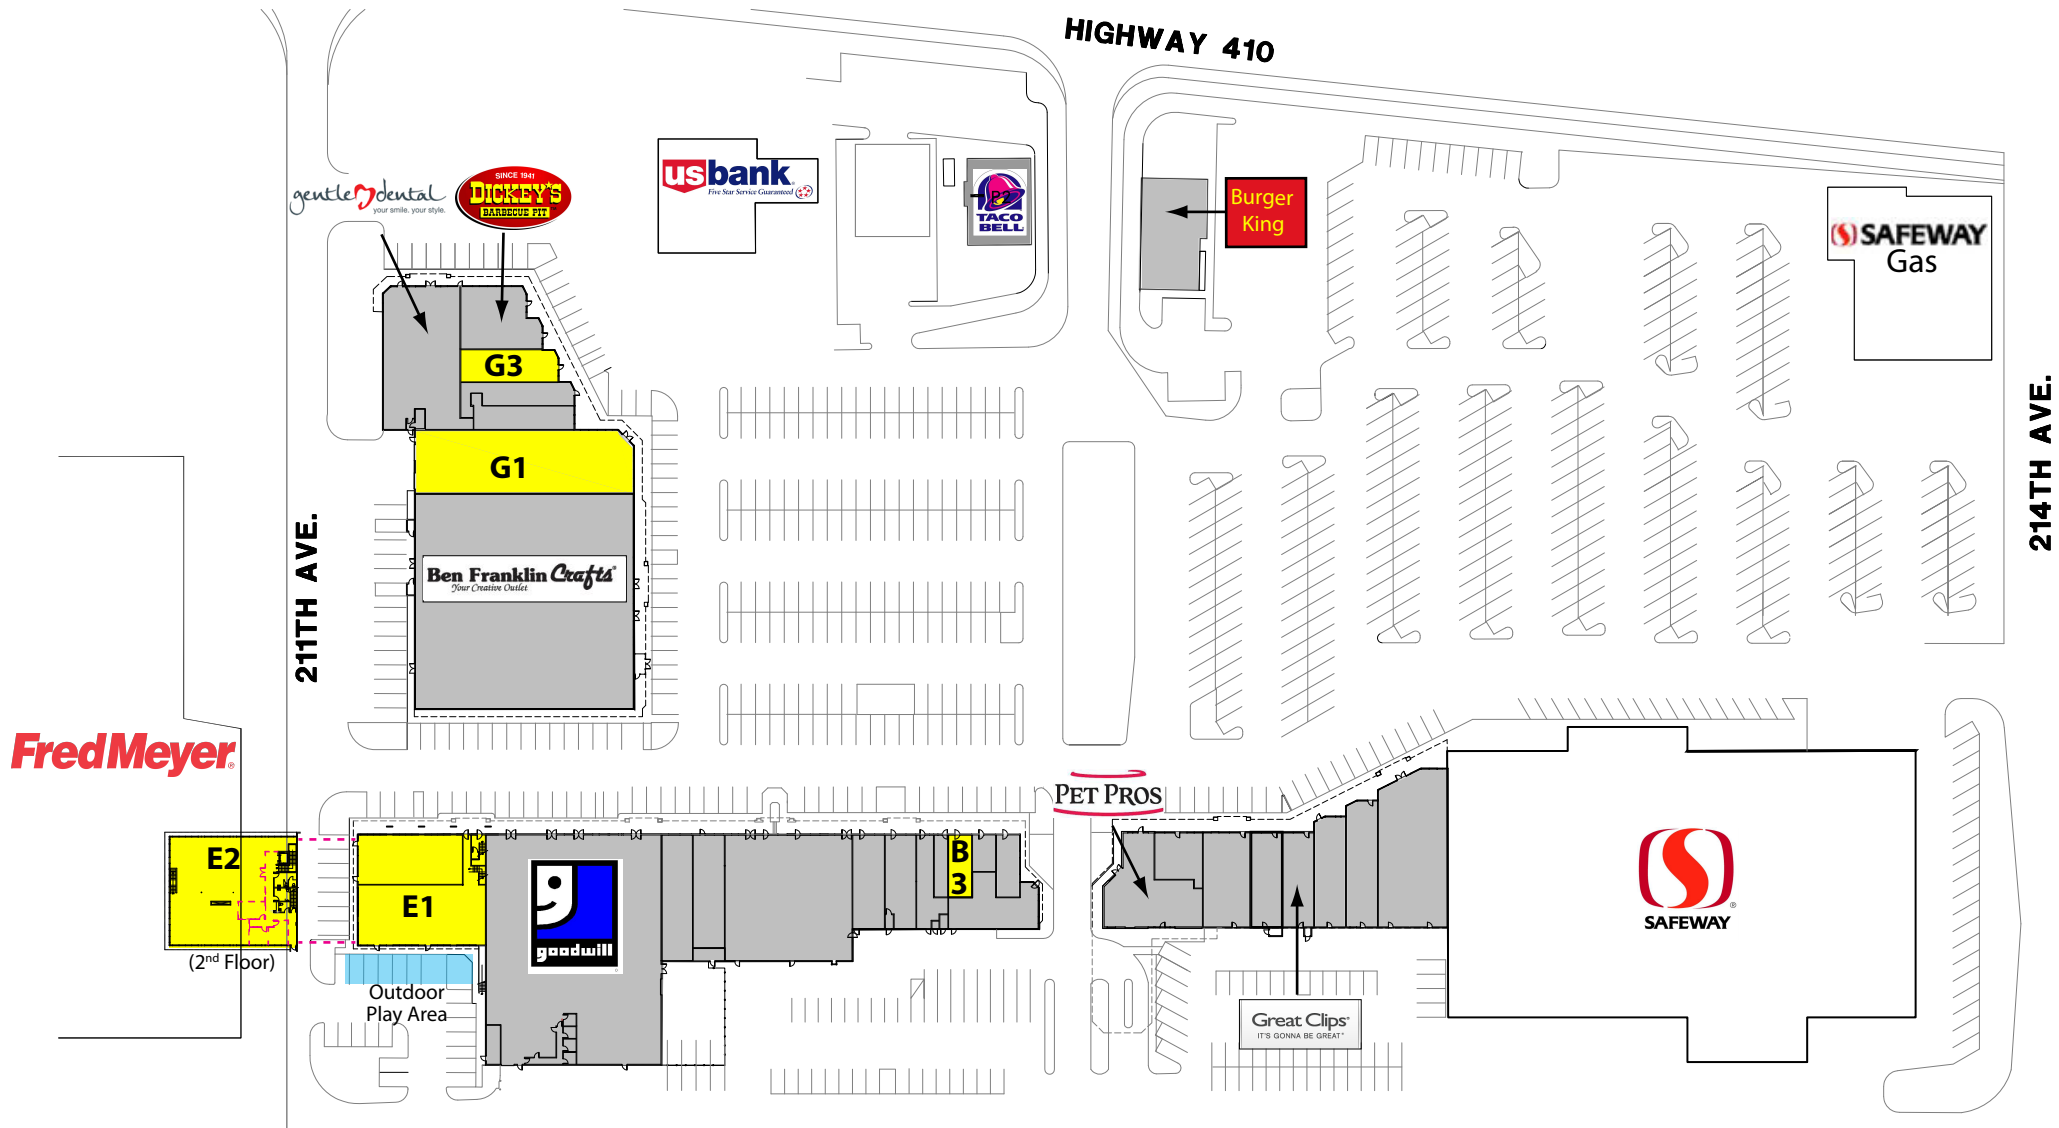 HIGHWAY 410
gentle dental
your smile. your style.
SINCE 1941
DICKEY'S
BARBECUE PIT
usbank
Five Star Service Guaranteed
TACO
BELL
Burger
King
SAFEWAY
Gas
G3
G1
Ben Franklin Crafts
Your Creative Outlet
211TH AVE.
214TH AVE.
Fred Meyer
PET PROS
E2
(2nd Floor)
E1
B
3
goodwill
Outdoor
Play Area
SAFEWAY
Great Clips
IT'S GONNA BE GREAT